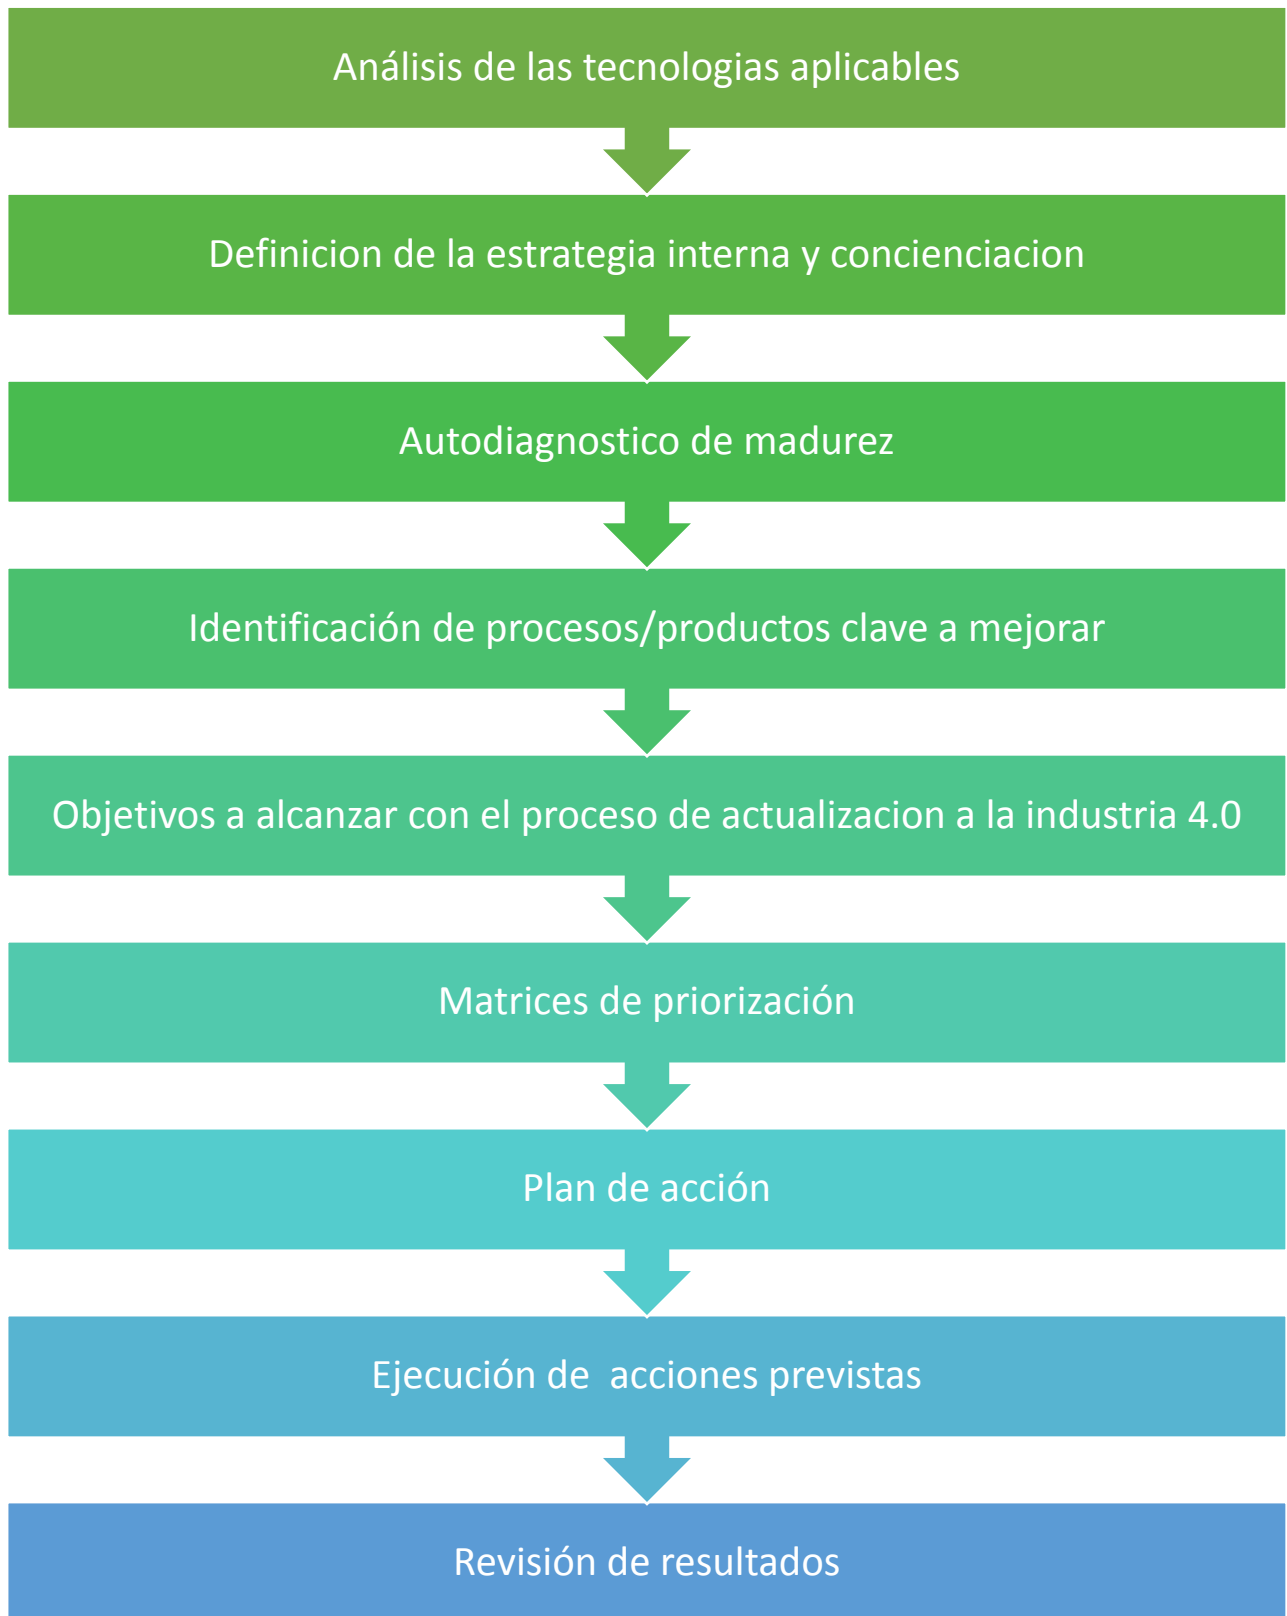 Análisis de las tecnologias aplicables
Definicion de la estrategia interna y concienciacion
Autodiagnostico de madurez
Identificación de procesos/productos clave a mejorar
Objetivos a alcanzar con el proceso de actualizacion a la industria 4.0
Matrices de priorización
Plan de acción
Ejecución de  acciones previstas
Revisión de resultados